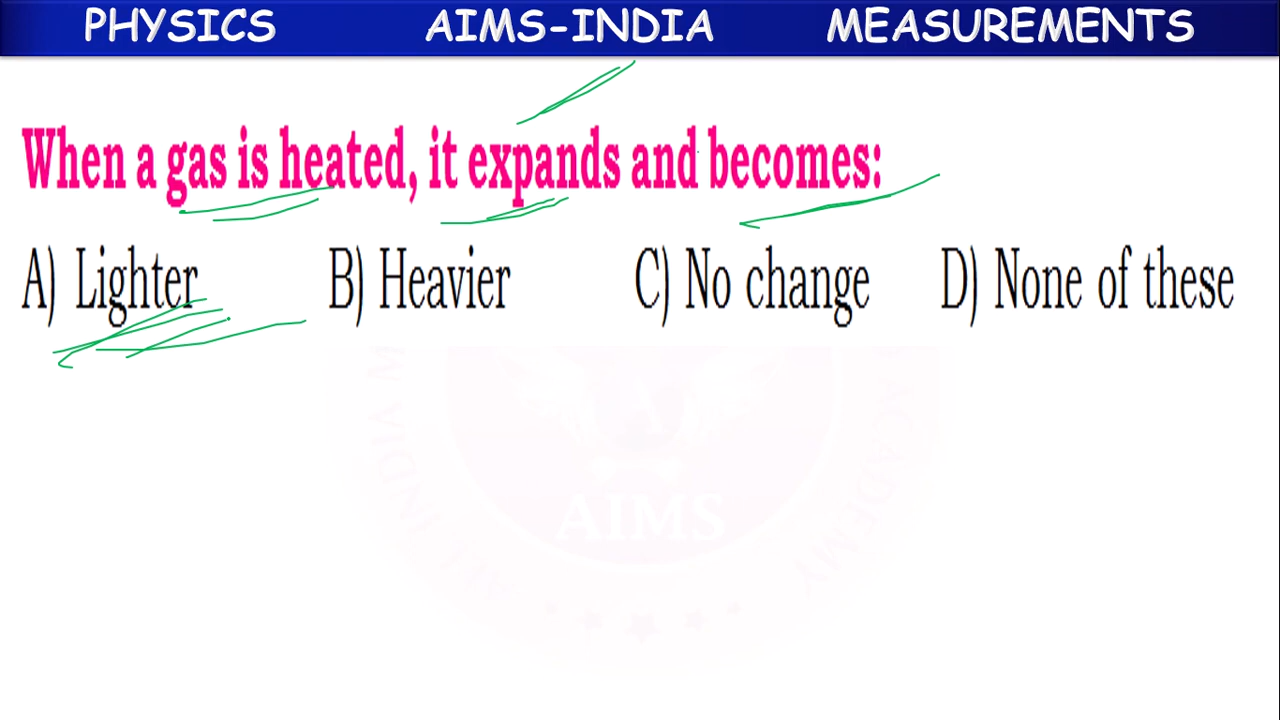 PHYSICS AIMS-INDIA MEASUREMENTS
When a gas is heated, it expands and becomes:
A) Lighter B) Heavier C) No change D) None of these
AIMS